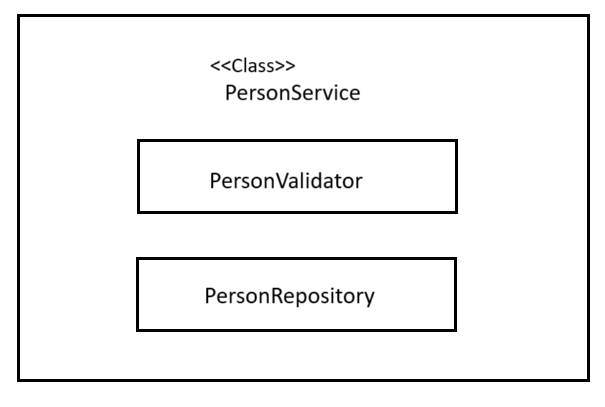 <<Class>>
PersonService
PersonValidator
PersonRepository